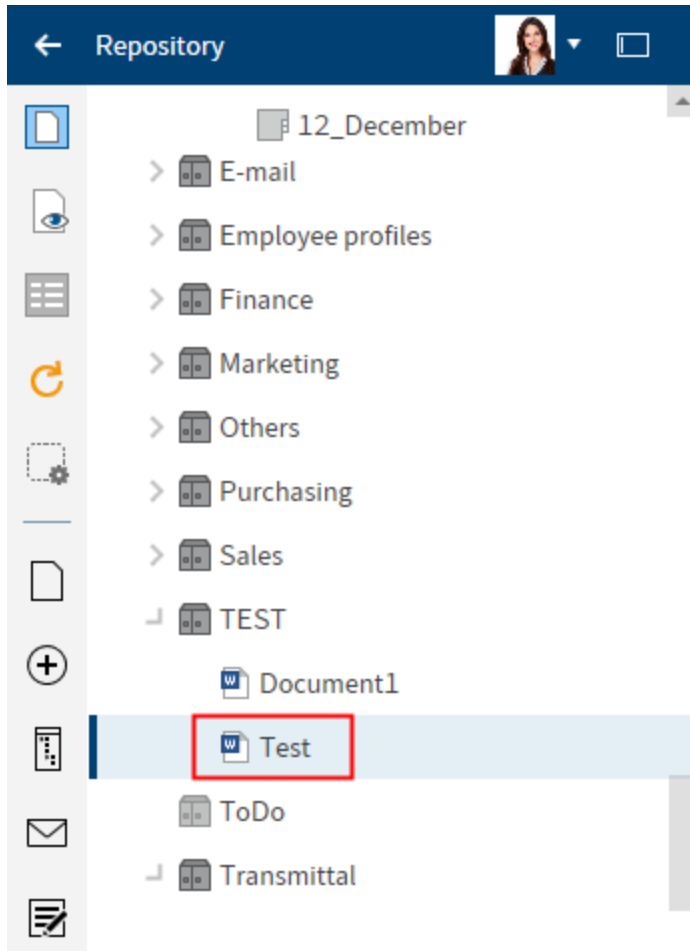 Repository
12_December
E-mail
Employee profiles
Finance
Marketing
Others
Purchasing
Sales
TEST
Document1
Test
ToDo
Transmittal